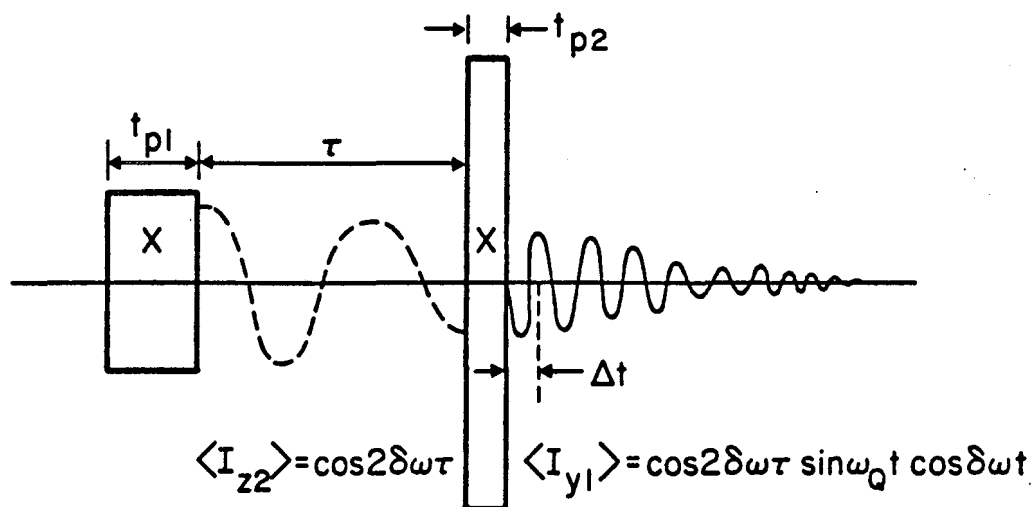 t_p2
t_p1
τ
X
X
Δt
⟨I_z2⟩=cos2δωτ
⟨I_y1⟩=cos2δωτ sinω_Q t cosδωt